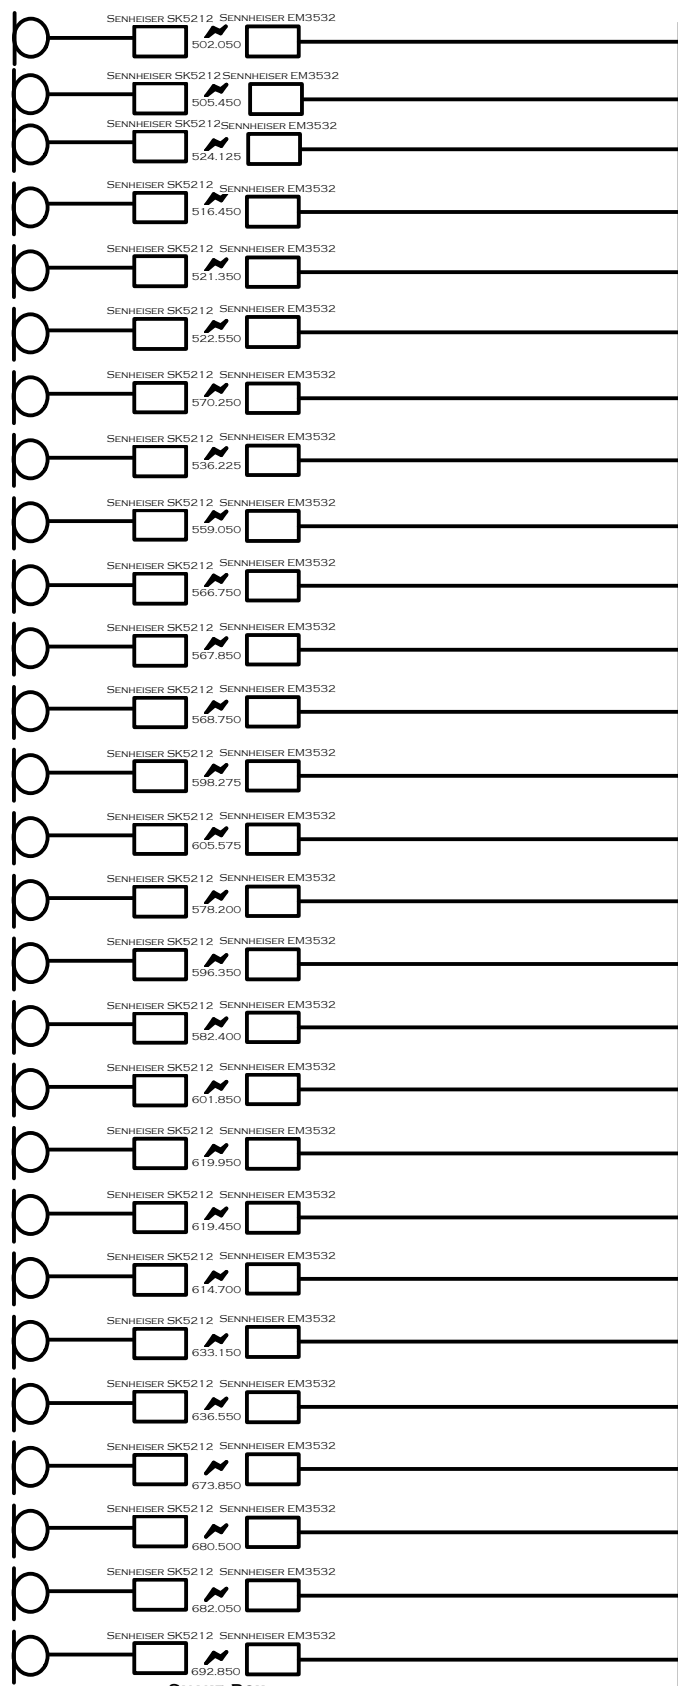 Senheiser SK5212 Sennheiser EM3532
502.050
Sennheiser SK5212 Sennheiser EM3532
505.450
Sennheiser SK5212 Sennheiser EM3532
524.125
Senheiser SK5212 Sennheiser EM3532
516.450
Senheiser SK5212 Sennheiser EM3532
521.350
Senheiser SK5212 Sennheiser EM3532
522.550
Senheiser SK5212 Sennheiser EM3532
570.250
Senheiser SK5212 Sennheiser EM3532
536.225
Senheiser SK5212 Sennheiser EM3532
559.050
Senheiser SK5212 Sennheiser EM3532
566.750
Senheiser SK5212 Sennheiser EM3532
567.850
Senheiser SK5212 Sennheiser EM3532
568.750
Senheiser SK5212 Sennheiser EM3532
598.275
Senheiser SK5212 Sennheiser EM3532
605.575
Senheiser SK5212 Sennheiser EM3532
578.200
Senheiser SK5212 Sennheiser EM3532
596.350
Senheiser SK5212 Sennheiser EM3532
582.400
Senheiser SK5212 Sennheiser EM3532
601.850
Senheiser SK5212 Sennheiser EM3532
619.950
Senheiser SK5212 Sennheiser EM3532
619.450
Senheiser SK5212 Sennheiser EM3532
614.700
Senheiser SK5212 Sennheiser EM3532
633.150
Senheiser SK5212 Sennheiser EM3532
636.550
Senheiser SK5212 Sennheiser EM3532
673.850
Senheiser SK5212 Sennheiser EM3532
680.500
Senheiser SK5212 Sennheiser EM3532
682.050
Senheiser SK5212 Sennheiser EM3532
692.850